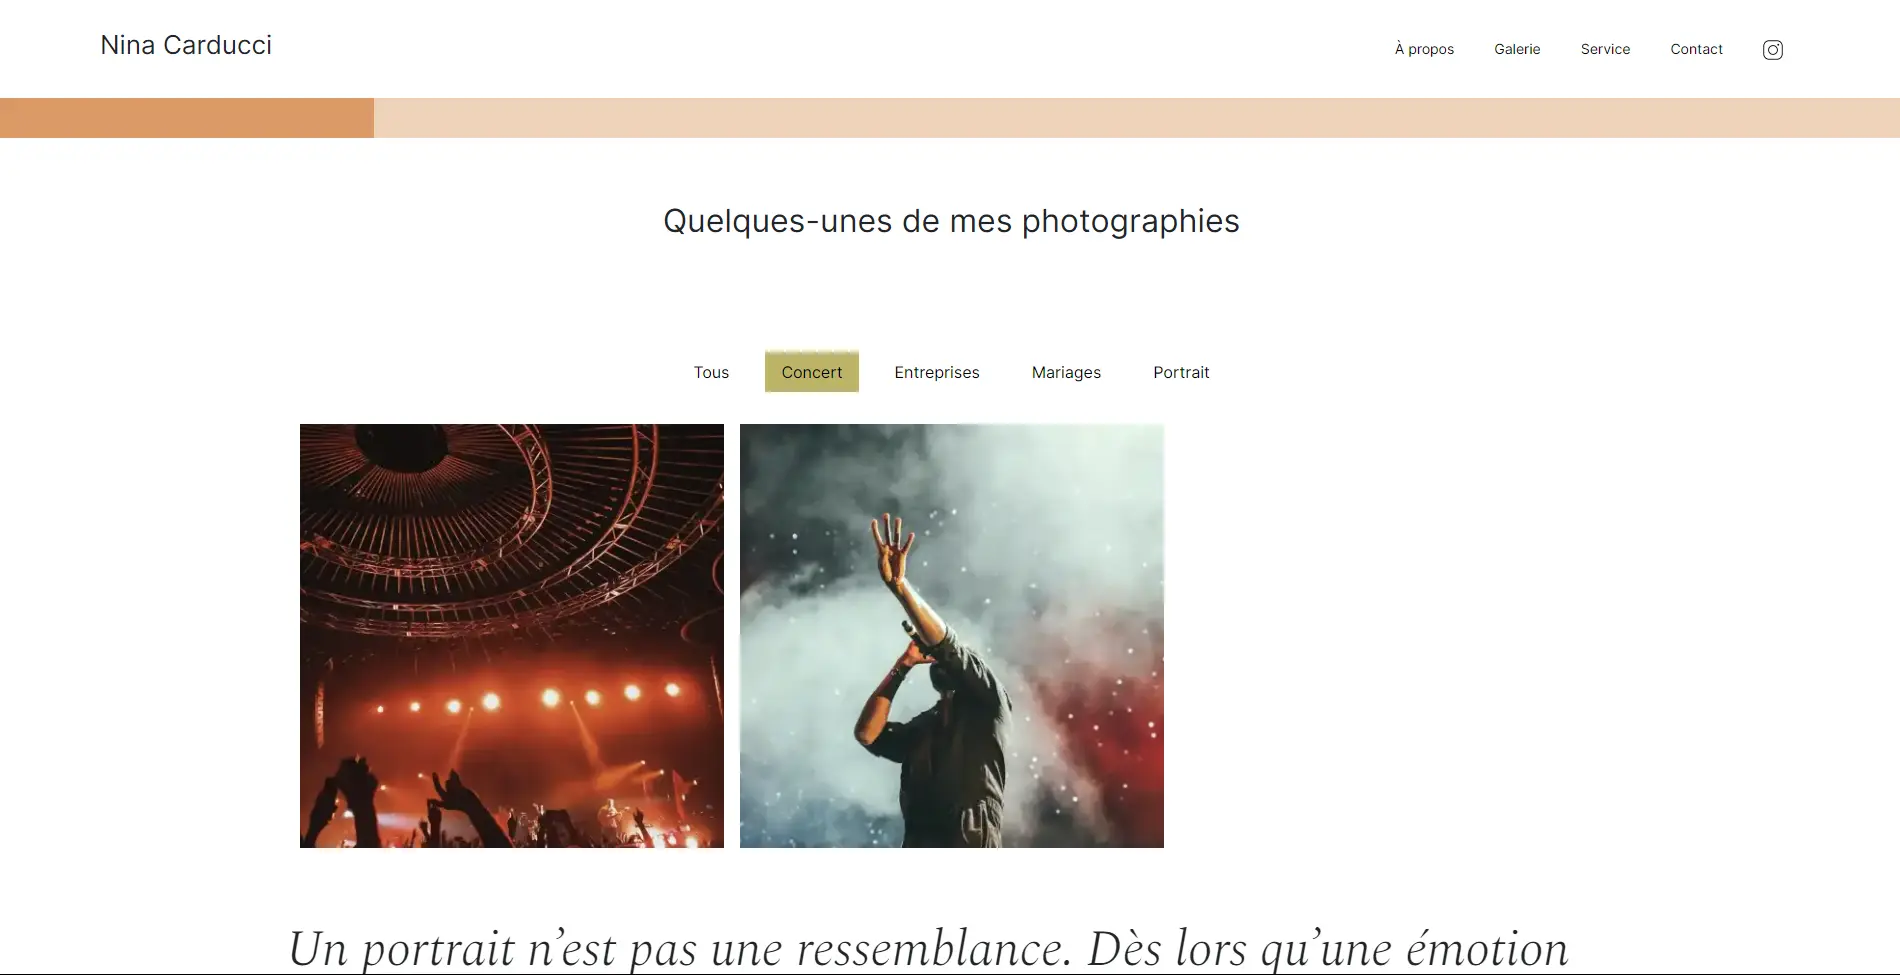 Nina Carducci
À propos Galerie Service Contact
Quelques-unes de mes photographies
Tous Concert Entreprises Mariages Portrait
Un portrait n’est pas une ressemblance. Dès lors qu’une émotion